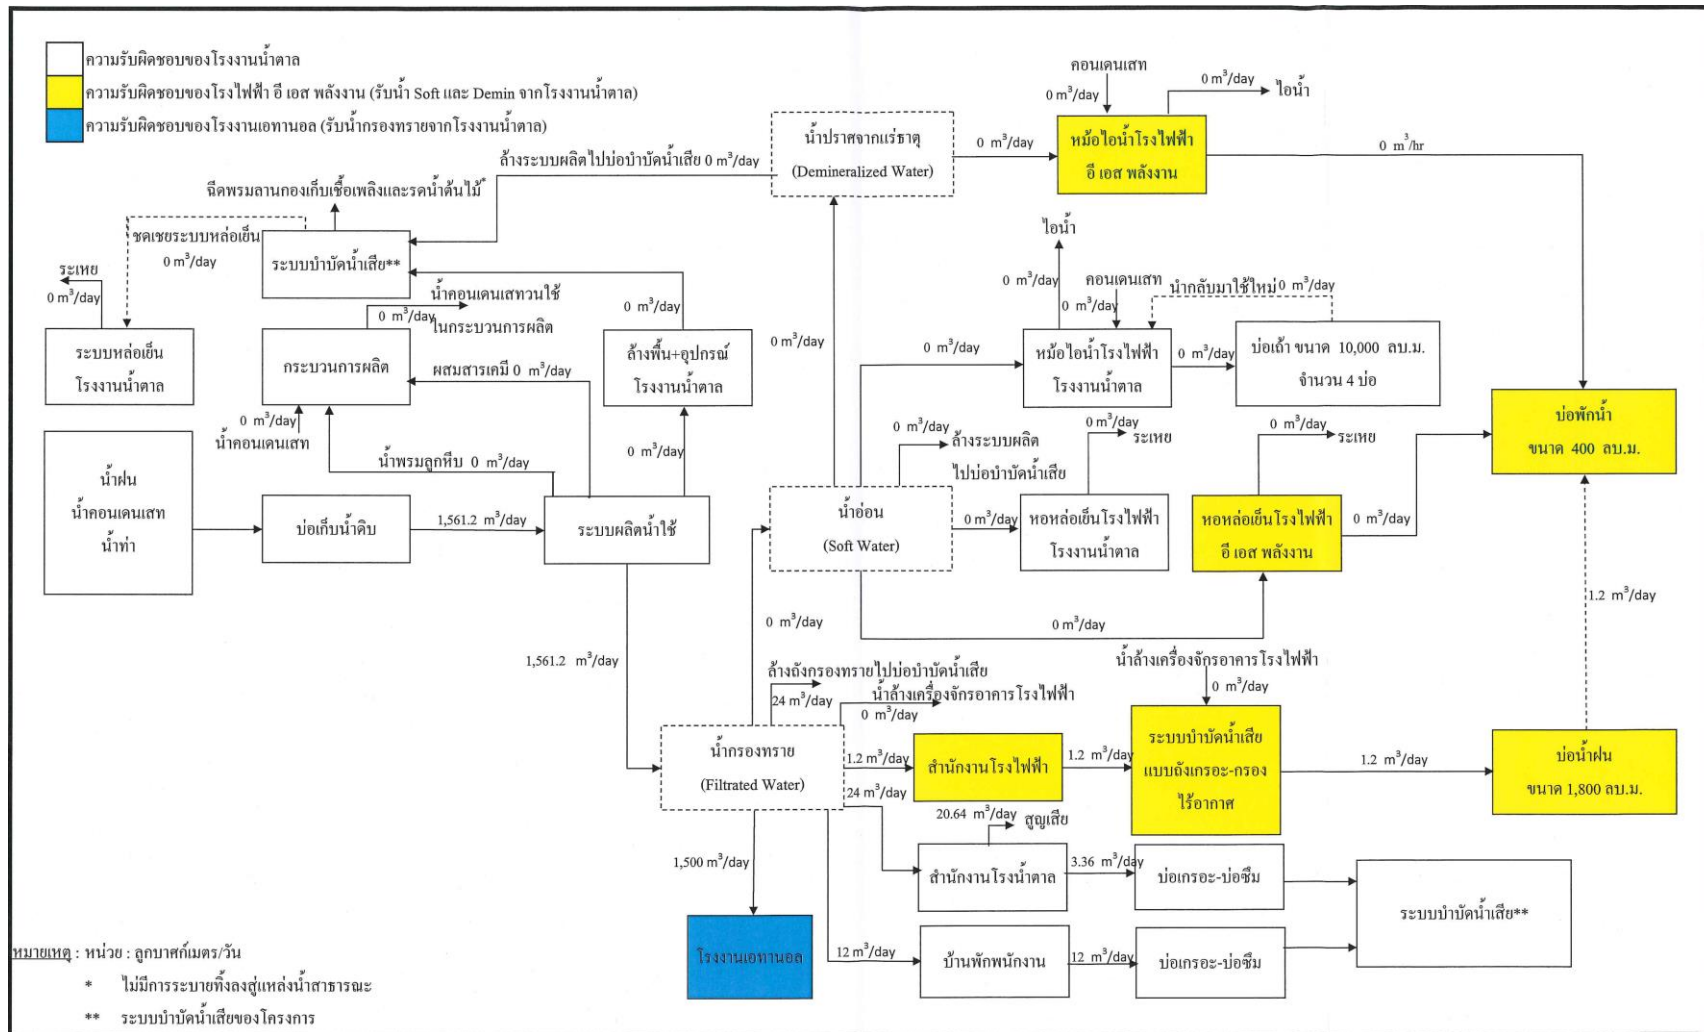 ความรับผิดชอบของโรงงานน้ำตาล
ความรับผิดชอบของโรงไฟฟ้า อี เอส พลังงาน (รับน้ำ Soft และ Demin จากโรงงานน้ำตาล)
ความรับผิดชอบของโรงงานเอทานอล (รับน้ำกรองทรายจากโรงงานน้ำตาล)
คอนเดนเสท
0 m³/day
0 m³/day
ไอน้ำ
น้ำปราศจากแร่ธาตุ
(Demineralized Water)
0 m³/day
หม้อไอน้ำโรงไฟฟ้า
อี เอส พลังงาน
0 m³/hr
ล้างระบบผลิตไปบ่อบำบัดน้ำเสีย 0 m³/day
ฉีดพรมลานกองเก็บเชื้อเพลิงและรดน้ำต้นไม้*
ชดเชยระบบหล่อเย็น
0 m³/day
ระบบบำบัดน้ำเสีย**
ระเหย
0 m³/day
ระบบหล่อเย็น
โรงงานน้ำตาล
น้ำคอนเดนเสทวนใช้
0 m³/day
ในกระบวนการผลิต
กระบวนการผลิต
0 m³/day
ล้างพื้น+อุปกรณ์
โรงงานน้ำตาล
ผสมสารเคมี 0 m³/day
0 m³/day
น้ำคอนเดนเสท
น้ำพรมลูกหีบ 0 m³/day
0 m³/day
0 m³/day
ไอน้ำ
0 m³/day
คอนเดนเสท
0 m³/day
นำกลับมาใช้ใหม่ 0 m³/day
0 m³/day
หม้อไอน้ำโรงไฟฟ้า
โรงงานน้ำตาล
0 m³/day
บ่อเถ้า ขนาด 10,000 ลบ.ม.
จำนวน 4 บ่อ
บ่อพักน้ำ
ขนาด 400 ลบ.ม.
น้ำฝน
น้ำคอนเดนเสท
น้ำท่า
บ่อเก็บน้ำดิบ
1,561.2 m³/day
ระบบผลิตน้ำใช้
0 m³/day
ล้างระบบผลิต
ไปบ่อบำบัดน้ำเสีย
น้ำอ่อน
(Soft Water)
0 m³/day
0 m³/day
ระเหย
หอหล่อเย็นโรงไฟฟ้า
โรงงานน้ำตาล
0 m³/day
ระเหย
หอหล่อเย็นโรงไฟฟ้า
อี เอส พลังงาน
0 m³/day
0 m³/day
0 m³/day
1.2 m³/day
1,561.2 m³/day
ล้างถังกรองทรายไปบ่อบำบัดน้ำเสีย
24 m³/day
น้ำล้างเครื่องจักรอาคารโรงไฟฟ้า
0 m³/day
น้ำล้างเครื่องจักรอาคารโรงไฟฟ้า
0 m³/day
น้ำกรองทราย
(Filtrated Water)
1.2 m³/day
สำนักงานโรงไฟฟ้า
1.2 m³/day
ระบบบำบัดน้ำเสีย
แบบถังเกรอะ-กรอง
ไร้อากาศ
1.2 m³/day
บ่อน้ำฝน
ขนาด 1,800 ลบ.ม.
24 m³/day
20.64 m³/day
สูญเสีย
สำนักงานโรงน้ำตาล
3.36 m³/day
บ่อเกรอะ-บ่อซึม
ระบบบำบัดน้ำเสีย**
1,500 m³/day
โรงงานเอทานอล
12 m³/day
บ้านพักพนักงาน
12 m³/day
บ่อเกรอะ-บ่อซึม
หมายเหตุ : หน่วย : ลูกบาศก์เมตร/วัน
* ไม่มีการระบายทิ้งลงสู่แหล่งน้ำสาธารณะ
** ระบบบำบัดน้ำเสียของโครงการ